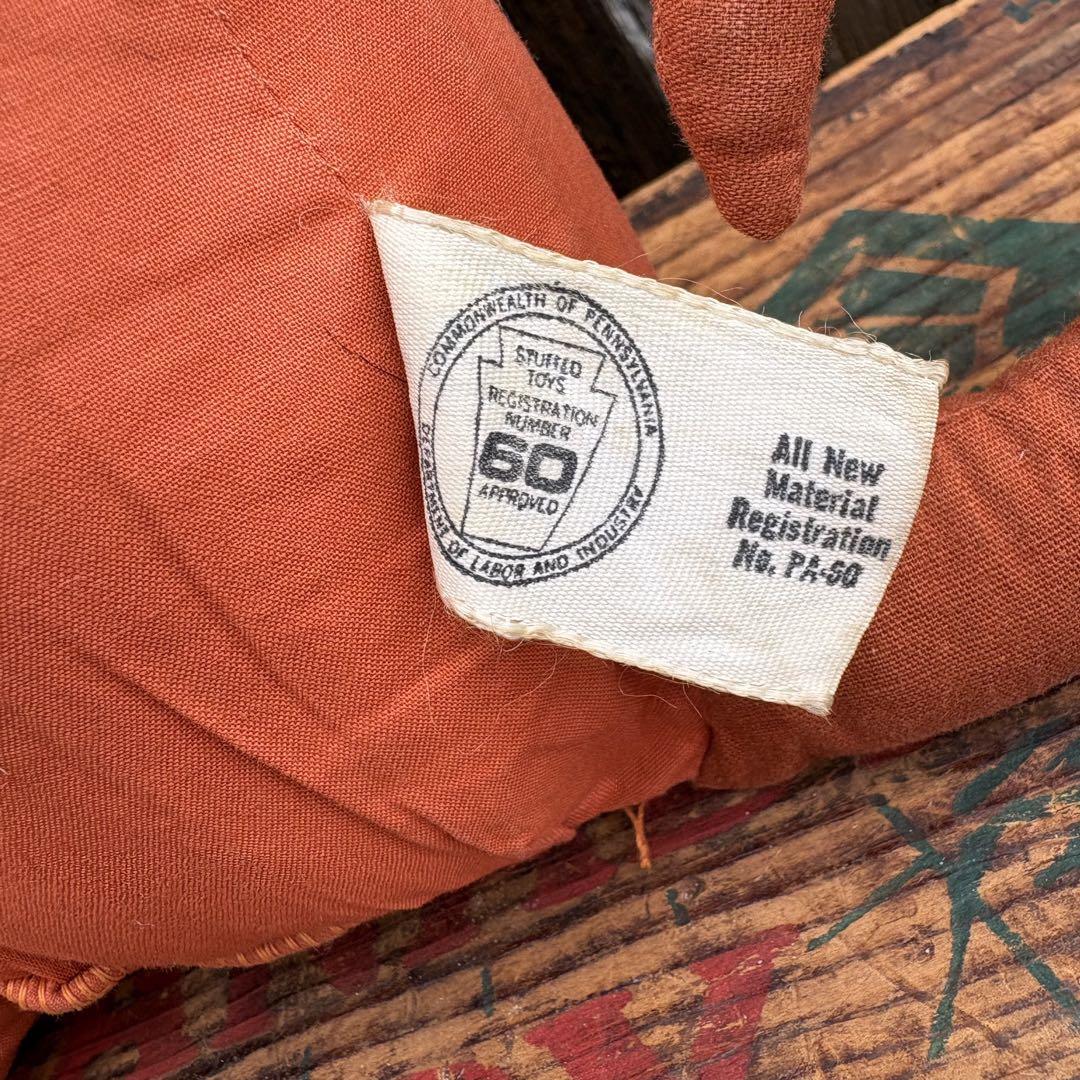 COMMONWEALTH OF PENNSYLVANIA
STUFFED
TOYS
REGISTRATION
NUMBER
60
APPROVED
DEPARTMENT OF LABOR AND INDUSTRY
All New
Material
Registration
No. PA-60